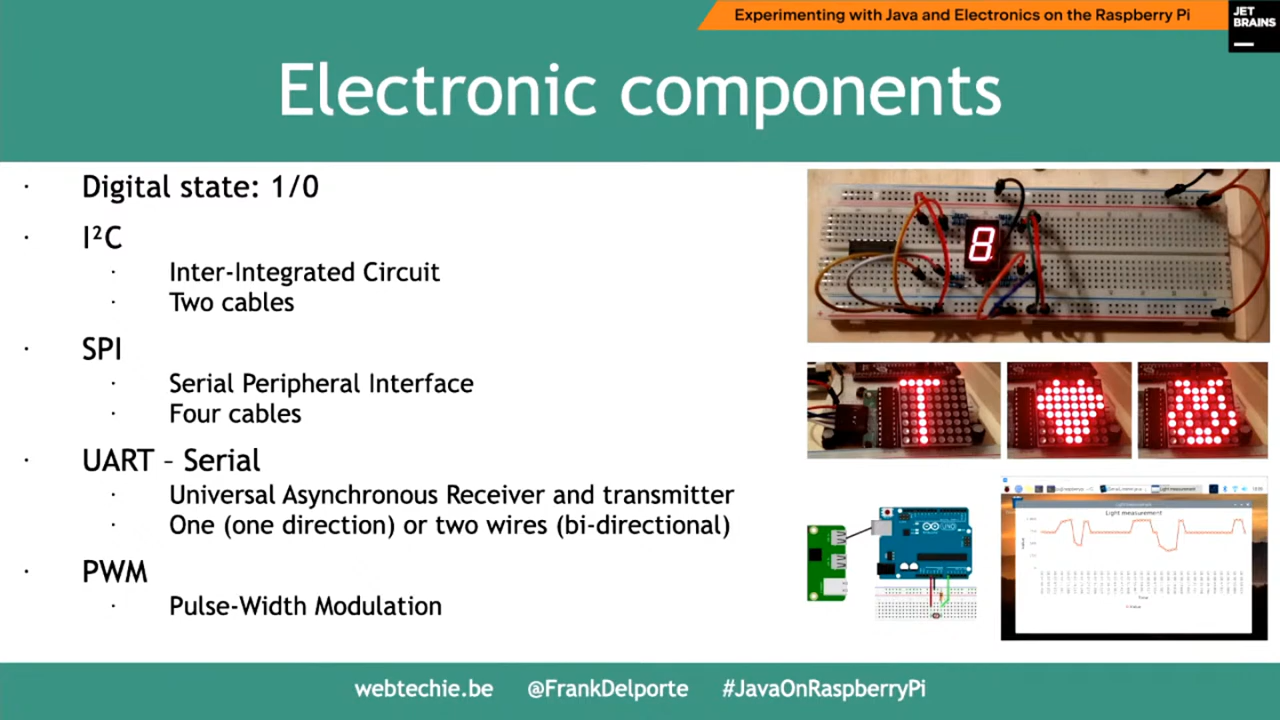 Experimenting with Java and Electronics on the Raspberry Pi
JET
BRAINS
Electronic components
· Digital state: 1/0
· I²C
· Inter-Integrated Circuit
· Two cables
· SPI
· Serial Peripheral Interface
· Four cables
· UART – Serial
· Universal Asynchronous Receiver and transmitter
· One (one direction) or two wires (bi-directional)
· PWM
· Pulse-Width Modulation
8
T
UNO
Light measurement
webtechie.be @FrankDelporte #JavaOnRaspberryPi